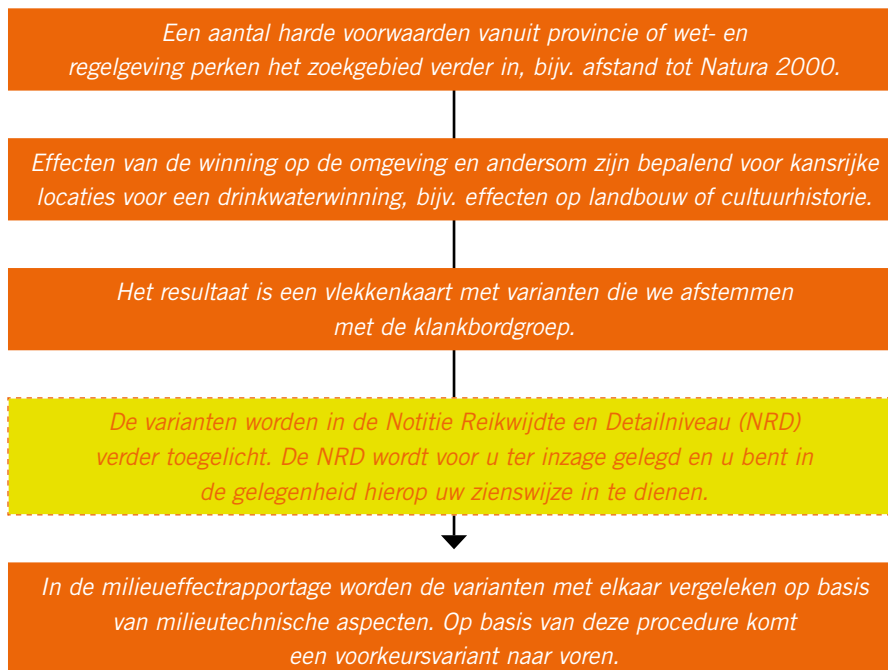 Een aantal harde voorwaarden vanuit provincie of wet- en
regelgeving perken het zoekgebied verder in, bijv. afstand tot Natura 2000.
Effecten van de winning op de omgeving en andersom zijn bepalend voor kansrijke
locaties voor een drinkwaterwinning, bijv. effecten op landbouw of cultuurhistorie.
Het resultaat is een vlekkenkaart met varianten die we afstemmen
met de klankbordgroep.
De varianten worden in de Notitie Reikwijdte en Detailniveau (NRD)
verder toegelicht. De NRD wordt voor u ter inzage gelegd en u bent in
de gelegenheid hierop uw zienswijze in te dienen.
In de milieueffectrapportage worden de varianten met elkaar vergeleken op basis
van milieutechnische aspecten. Op basis van deze procedure komt
een voorkeursvariant naar voren.